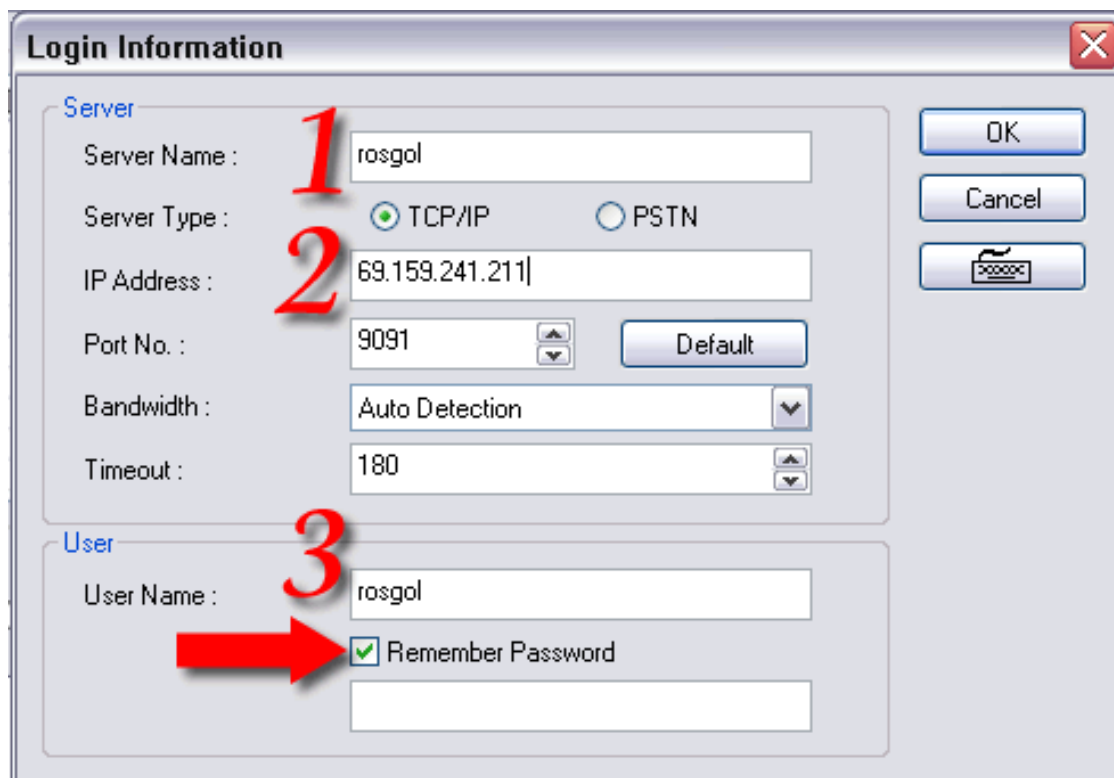 Login Information
Server
1
Server Name : rosgol
Server Type : TCP/IP PSTN
2
IP Address : 69.159.241.211
Port No. : 9091 Default
Bandwidth : Auto Detection
Timeout : 180
OK
Cancel
User
3
User Name : rosgol
Remember Password